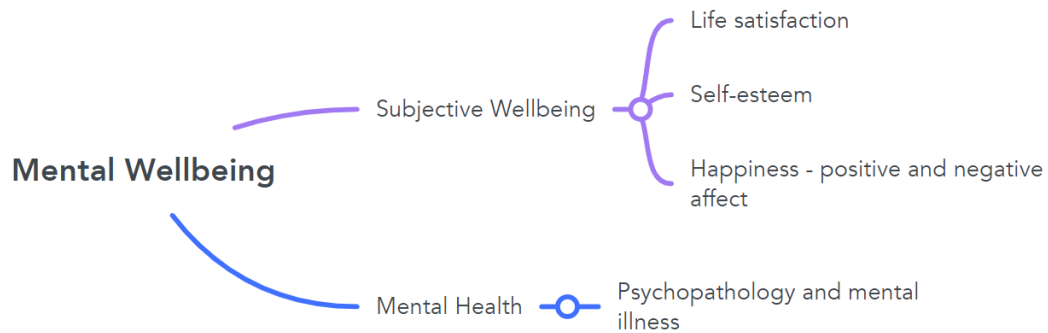 Life satisfaction
Subjective Wellbeing
Self-esteem
Mental Wellbeing
Happiness - positive and negative
affect
Mental Health
Psychopathology and mental
illness